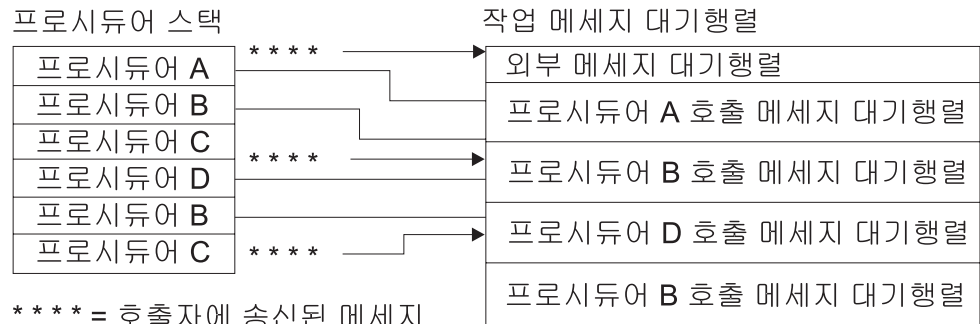 프로시듀어 스택
작업 메세지 대기행렬
* * * *
프로시듀어 A
프로시듀어 B
프로시듀어 C
* * * *
프로시듀어 D
프로시듀어 B
프로시듀어 C
* * * *
외부 메세지 대기행렬
프로시듀어 A 호출 메세지 대기행렬
프로시듀어 B 호출 메세지 대기행렬
프로시듀어 D 호출 메세지 대기행렬
프로시듀어 B 호출 메세지 대기행렬
* * * * = 호출자에 송신된 메세지